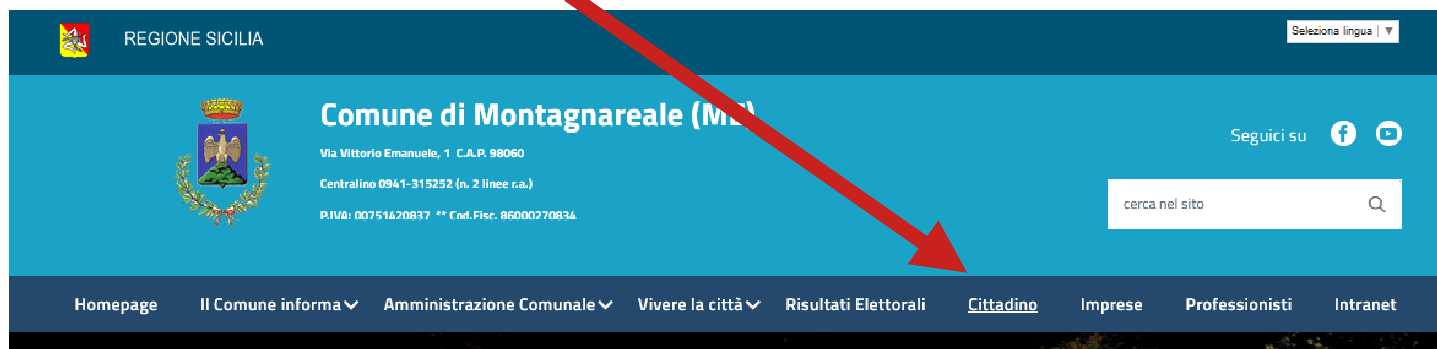 REGIONE SICILIA
Seleziona lingua | ▼
Comune di Montagnareale (ME)
Via Vittorio Emanuele, 1 C.A.P. 98060
Centralino 0941-315252 (n. 2 linee r.a.)
P.IVA: 00751420837 ** Cod.Fisc. 86000270834
Seguici su
cerca nel sito
Homepage Il Comune informa Amministrazione Comunale Vivere la città Risultati Elettorali Cittadino Imprese Professionisti Intranet